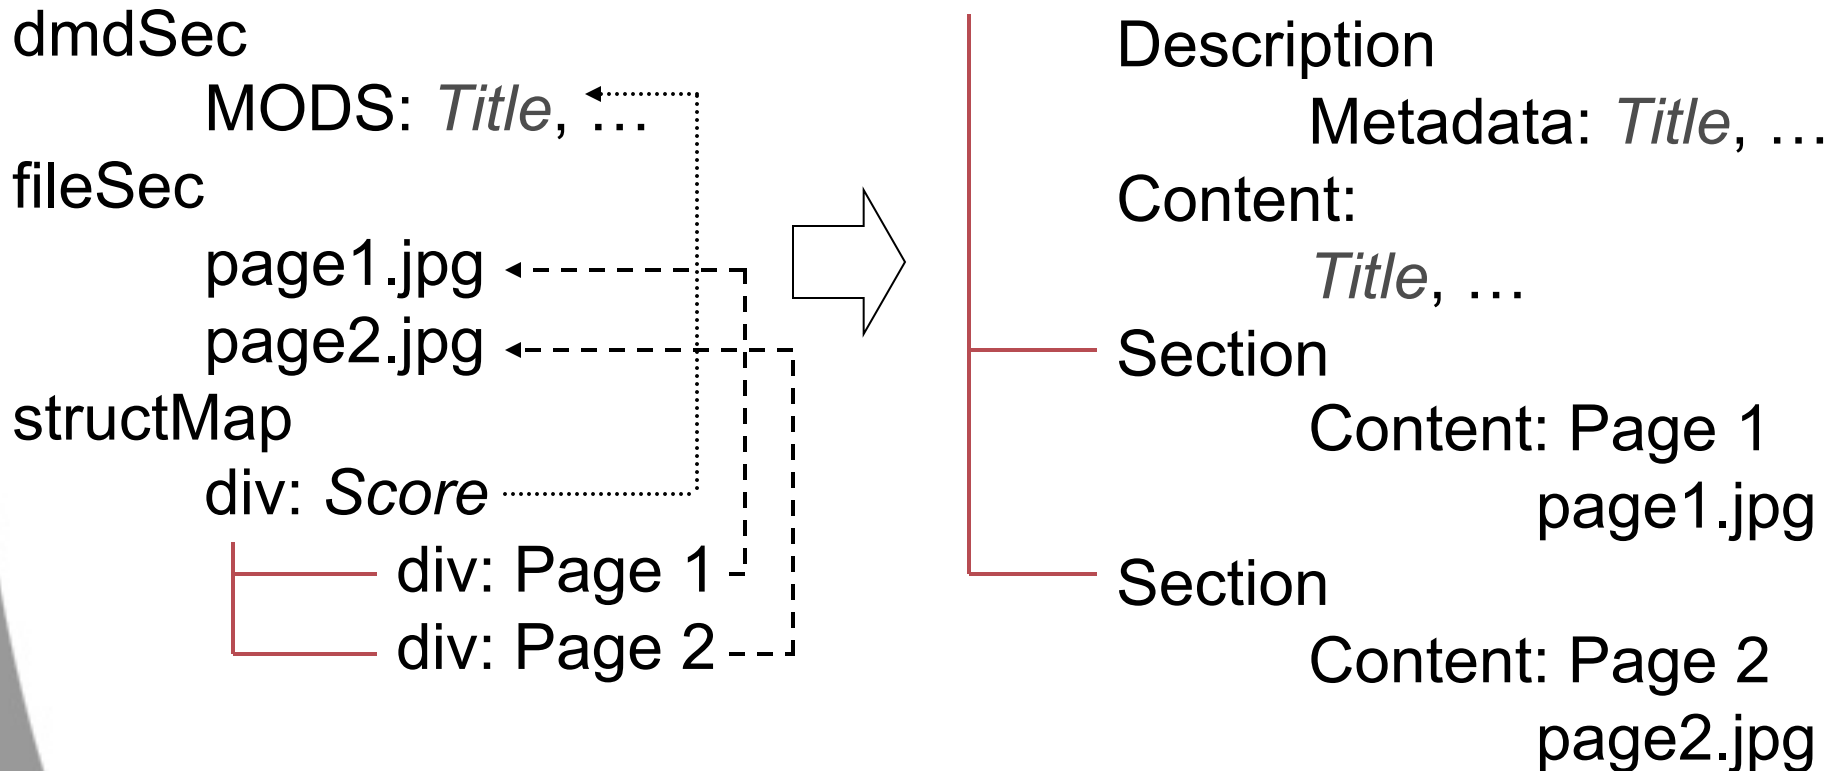 dmdSec
MODS: Title, …
fileSec
page1.jpg
page2.jpg
structMap
div: Score
div: Page 1
div: Page 2
Description
Metadata: Title, …
Content:
Title, …
Section
Content: Page 1
page1.jpg
Section
Content: Page 2
page2.jpg